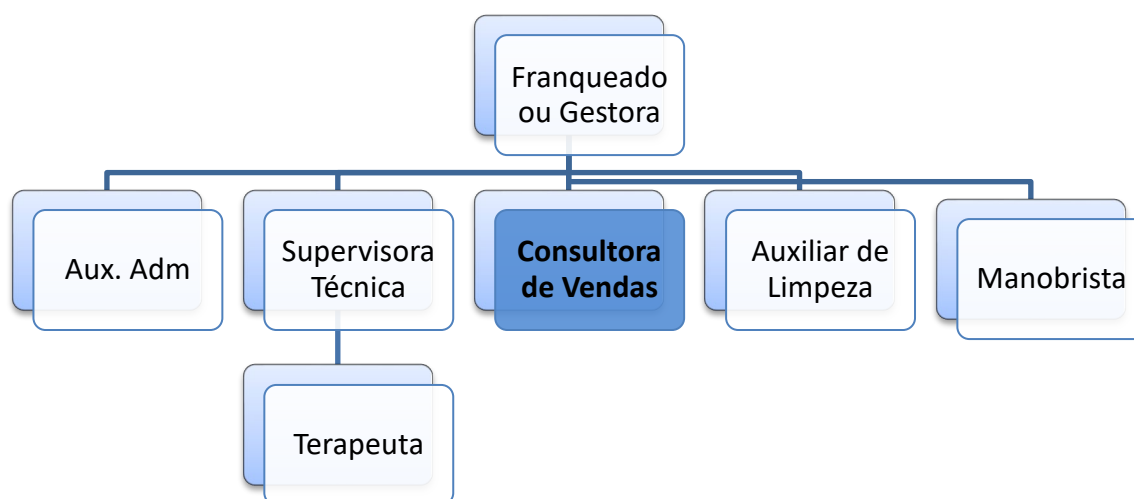 Franqueado
ou Gestora
Aux. Adm
Supervisora
Técnica
Consultora
de Vendas
Auxiliar de
Limpeza
Manobrista
Terapeuta